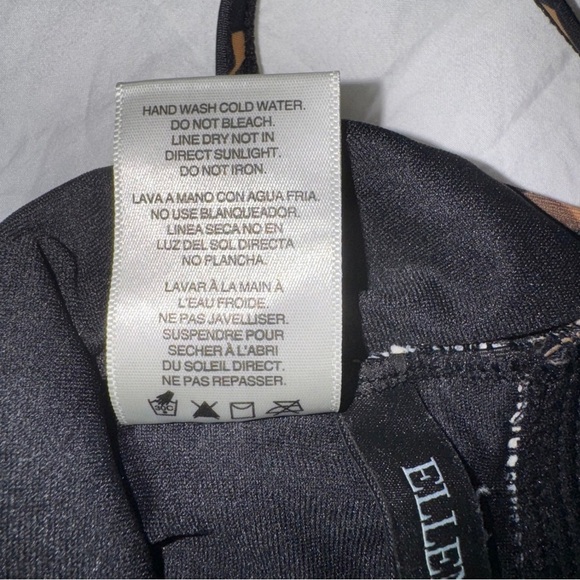 HAND WASH COLD WATER.
DO NOT BLEACH.
LINE DRY NOT IN
DIRECT SUNLIGHT.
DO NOT IRON.
LAVA A MANO CON AGUA FRIA.
NO USE BLANQUEADOR.
LINEA SECA NO EN
LUZ DEL SOL DIRECTA
NO PLANCHA.
LAVAR À LA MAIN À
L'EAU FROIDE.
NE PAS JAVELLISER.
SUSPENDRE POUR
SECHER À L'ABRI
DU SOLEIL DIRECT.
NE PAS REPASSER.
ELLE